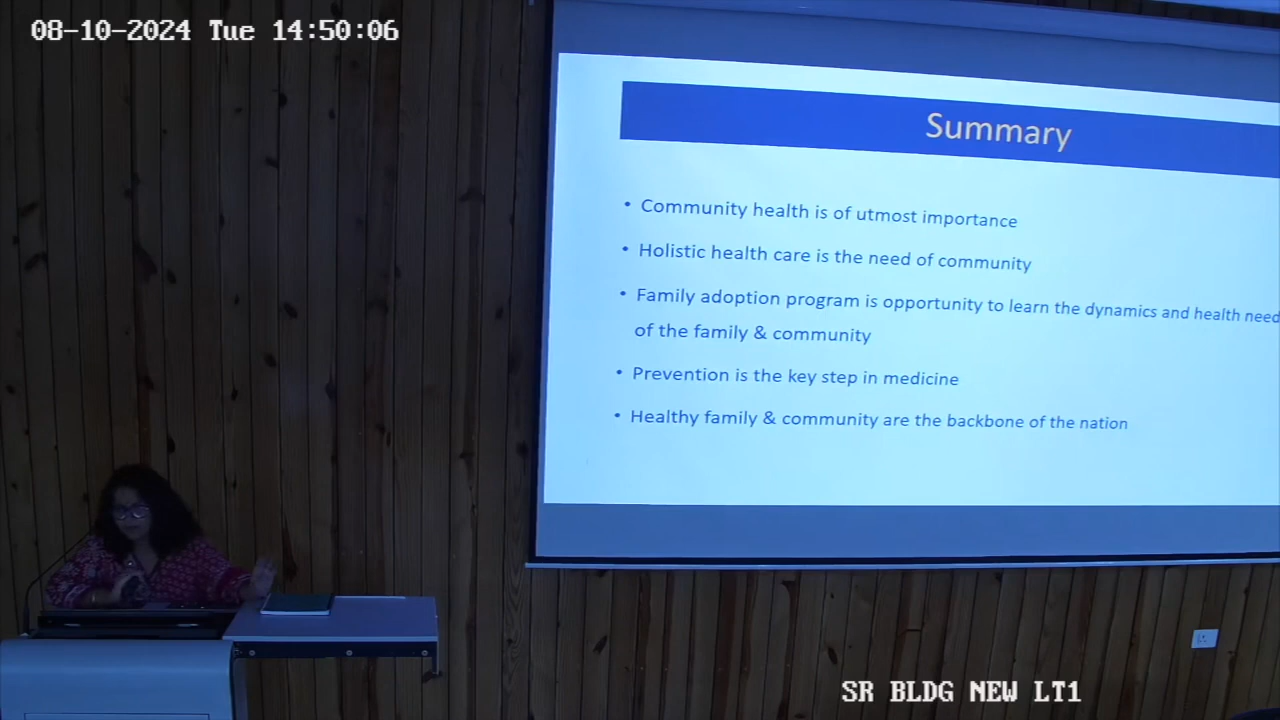 08-10-2024 Tue 14:50:06
Summary
• Community health is of utmost importance
• Holistic health care is the need of community
• Family adoption program is opportunity to learn the dynamics and health need
of the family & community
• Prevention is the key step in medicine
• Healthy family & community are the backbone of the nation
SR BLDG NEW LT1